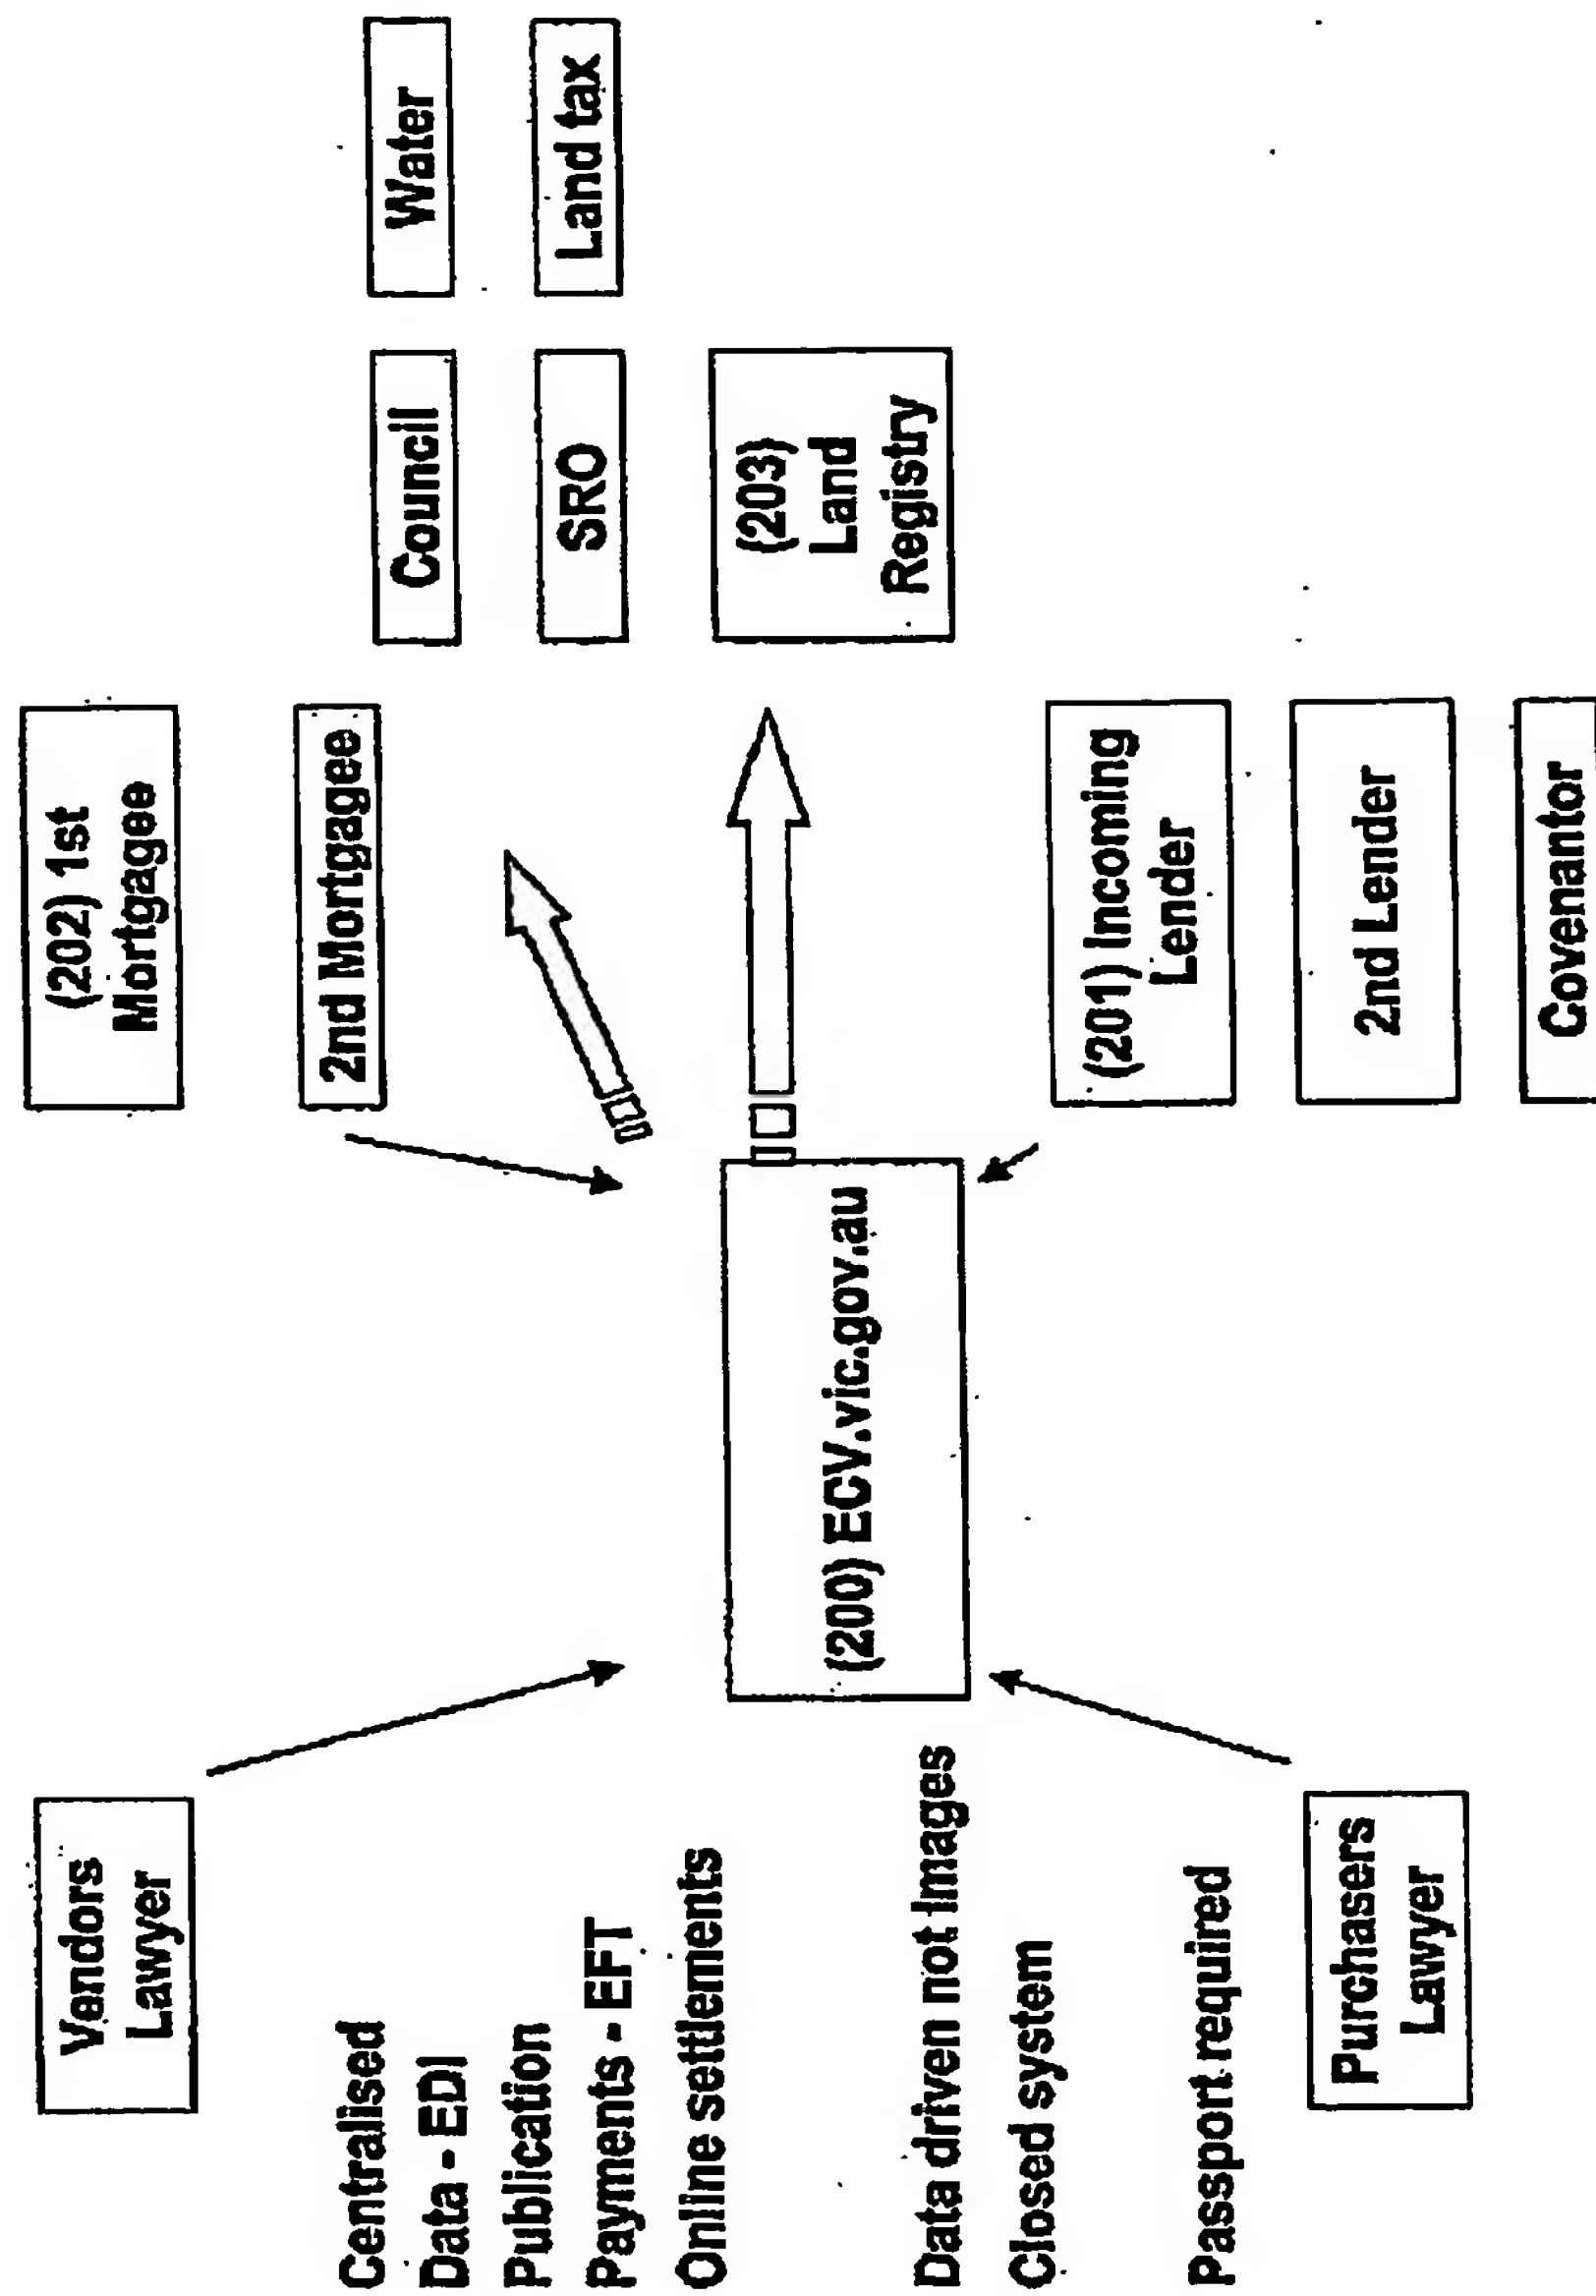 Vendors
Lawyer
Centralised
Data - EDI
Publication
Payments - EFT
Online settlements
Data driven not Images
Closed system
Passport required
Purchasers
Lawyer
(200) ECV.vic.gov.au
(202) 1st
Mortgagee
2nd Mortgagee
(201) Incoming
Lender
2nd Lender
Covenantor
Council
SRO
(203)
Land
Registry
Water
Land tax